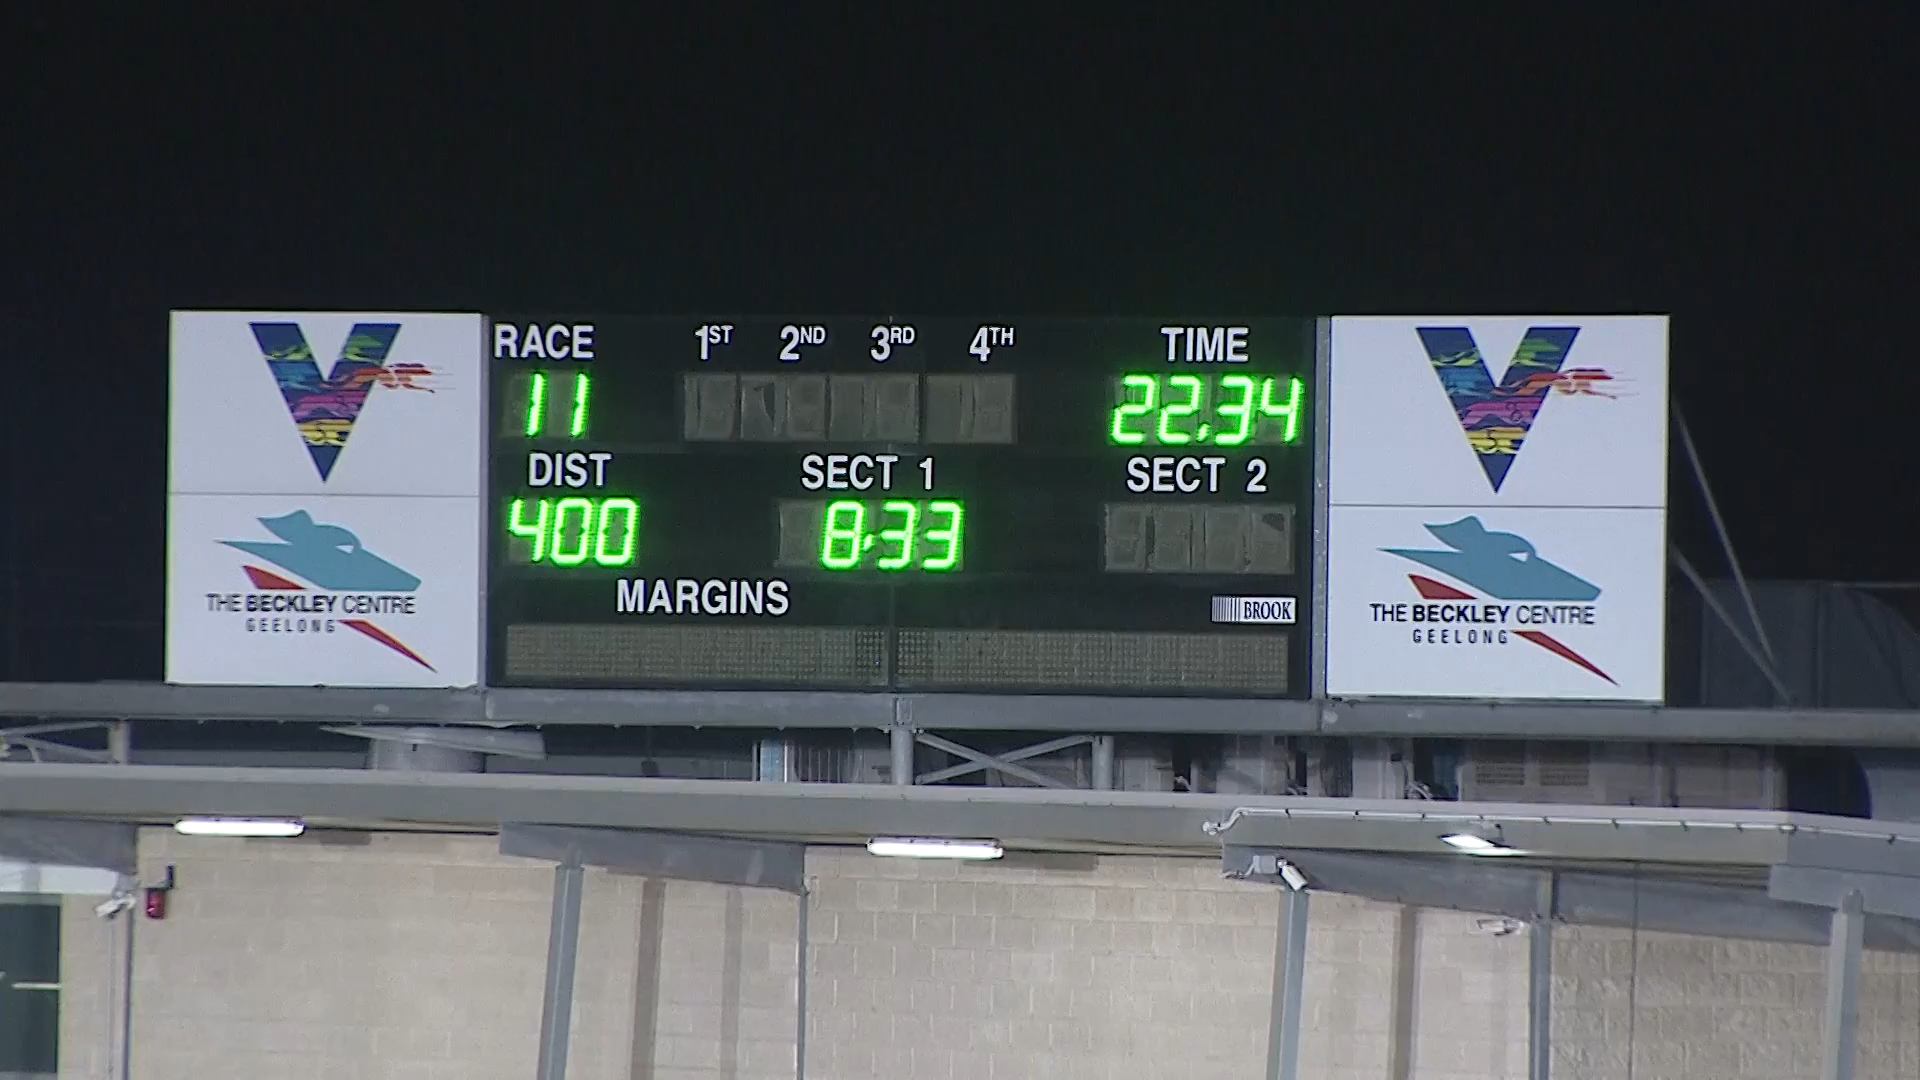 RACE 1ST 2ND 3RD 4TH TIME
11 22.34
DIST SECT 1 SECT 2
400 8.33
MARGINS
BROOK
THE BECKLEY CENTRE
GEELONG
THE BECKLEY CENTRE
GEELONG